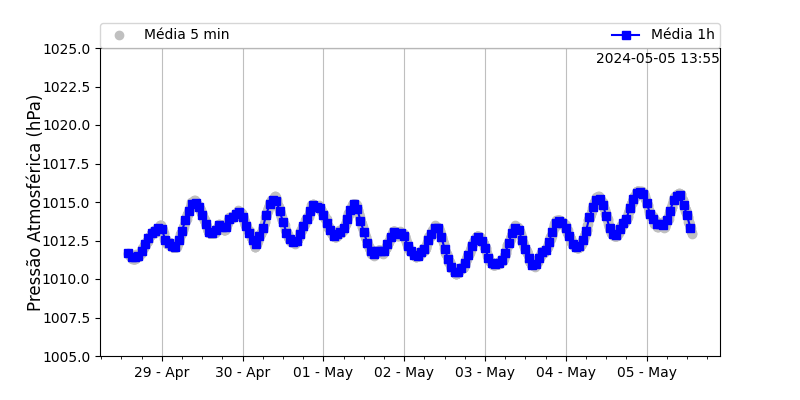 Média 5 min
Média 1h
2024-05-05 13:55
Pressão Atmosférica (hPa)
1025.0
1022.5
1020.0
1017.5
1015.0
1012.5
1010.0
1007.5
1005.0
29 - Apr
30 - Apr
01 - May
02 - May
03 - May
04 - May
05 - May